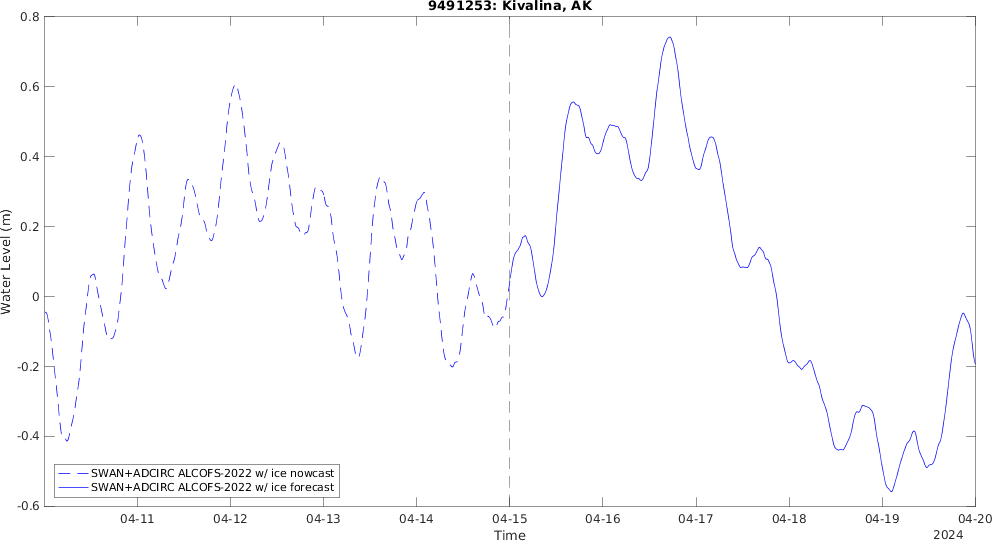 9491253: Kivalina, AK
Water Level (m)
0.8
0.6
0.4
0.2
0
-0.2
-0.4
-0.6
SWAN+ADCIRC ALCOFS-2022 w/ ice nowcast
SWAN+ADCIRC ALCOFS-2022 w/ ice forecast
04-11 04-12 04-13 04-14 04-15 04-16 04-17 04-18 04-19 04-20
Time
2024